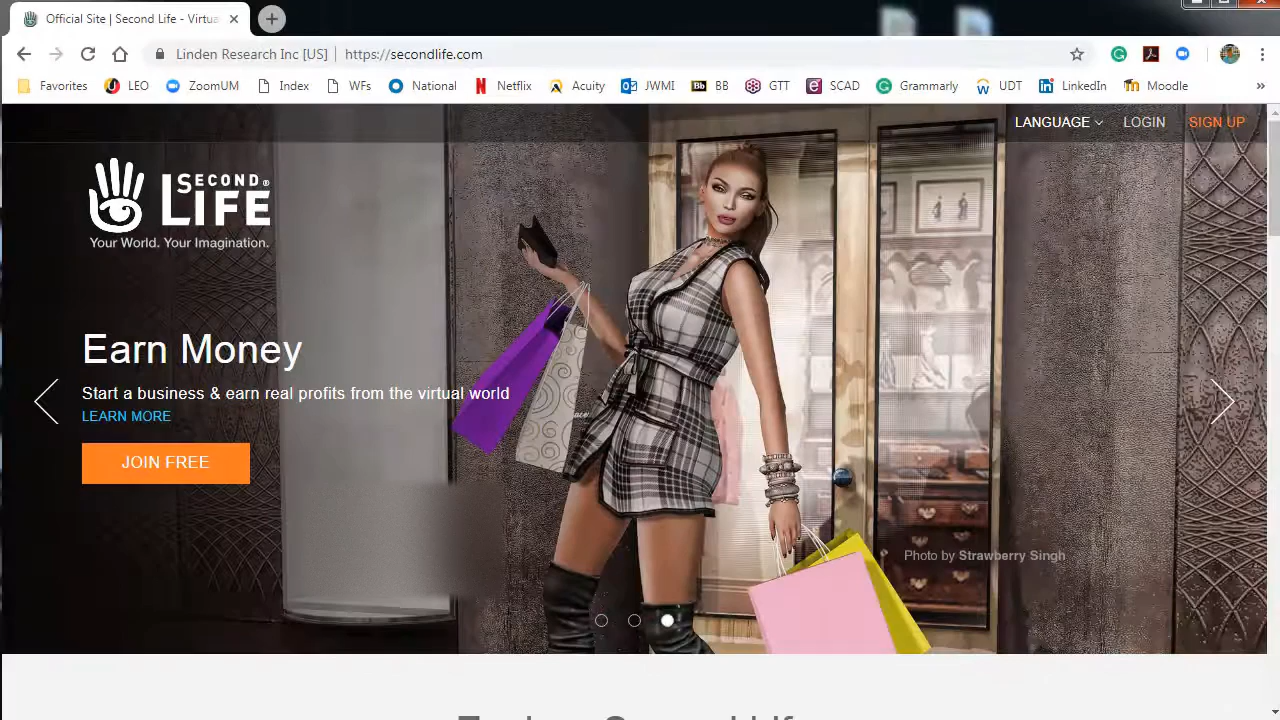 Official Site | Second Life - Virtua
Linden Research Inc [US] https://secondlife.com
Favorites LEO ZoomUM Index WFs National Netflix Acuity JWMI Bb BB GTT SCAD Grammarly UDT LinkedIn Moodle »
LANGUAGE LOGIN SIGN UP
SECOND®
LIFE
Your World. Your Imagination.
Earn Money
Start a business & earn real profits from the virtual world
LEARN MORE
JOIN FREE
Photo by Strawberry Singh